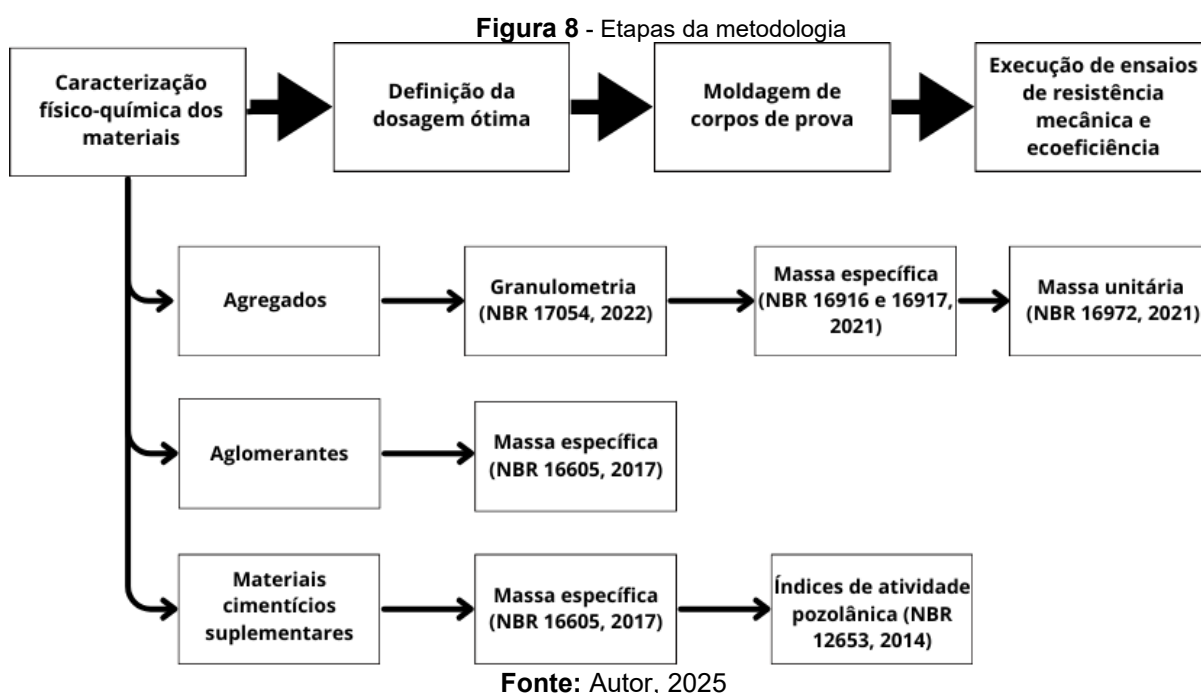 Figura 8 - Etapas da metodologia
Caracterização
físico-química dos
materiais
Definição da
dosagem ótima
Moldagem de
corpos de prova
Execução de ensaios
de resistência
mecânica e
ecoeficiência
Agregados
Granulometria
(NBR 17054, 2022)
Massa específica
(NBR 16916 e 16917,
2021)
Massa unitária
(NBR 16972, 2021)
Aglomerantes
Massa específica
(NBR 16605, 2017)
Materiais
cimentícios
suplementares
Massa específica
(NBR 16605, 2017)
Índices de atividade
pozolânica (NBR
12653, 2014)
Fonte: Autor, 2025